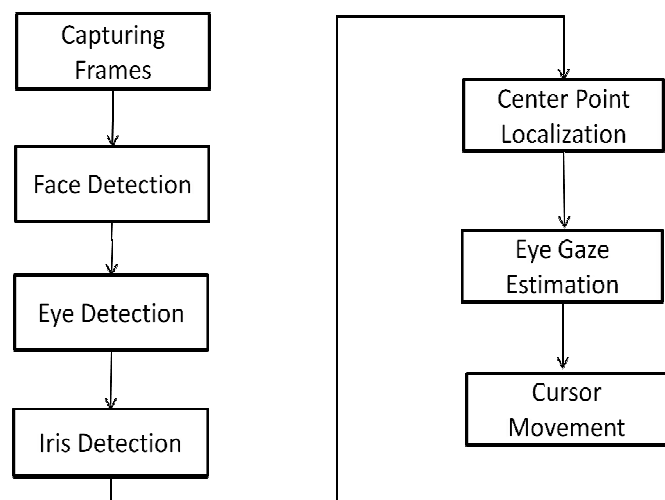 Capturing
Frames
Face Detection
Eye Detection
Iris Detection
Center Point
Localization
Eye Gaze
Estimation
Cursor
Movement